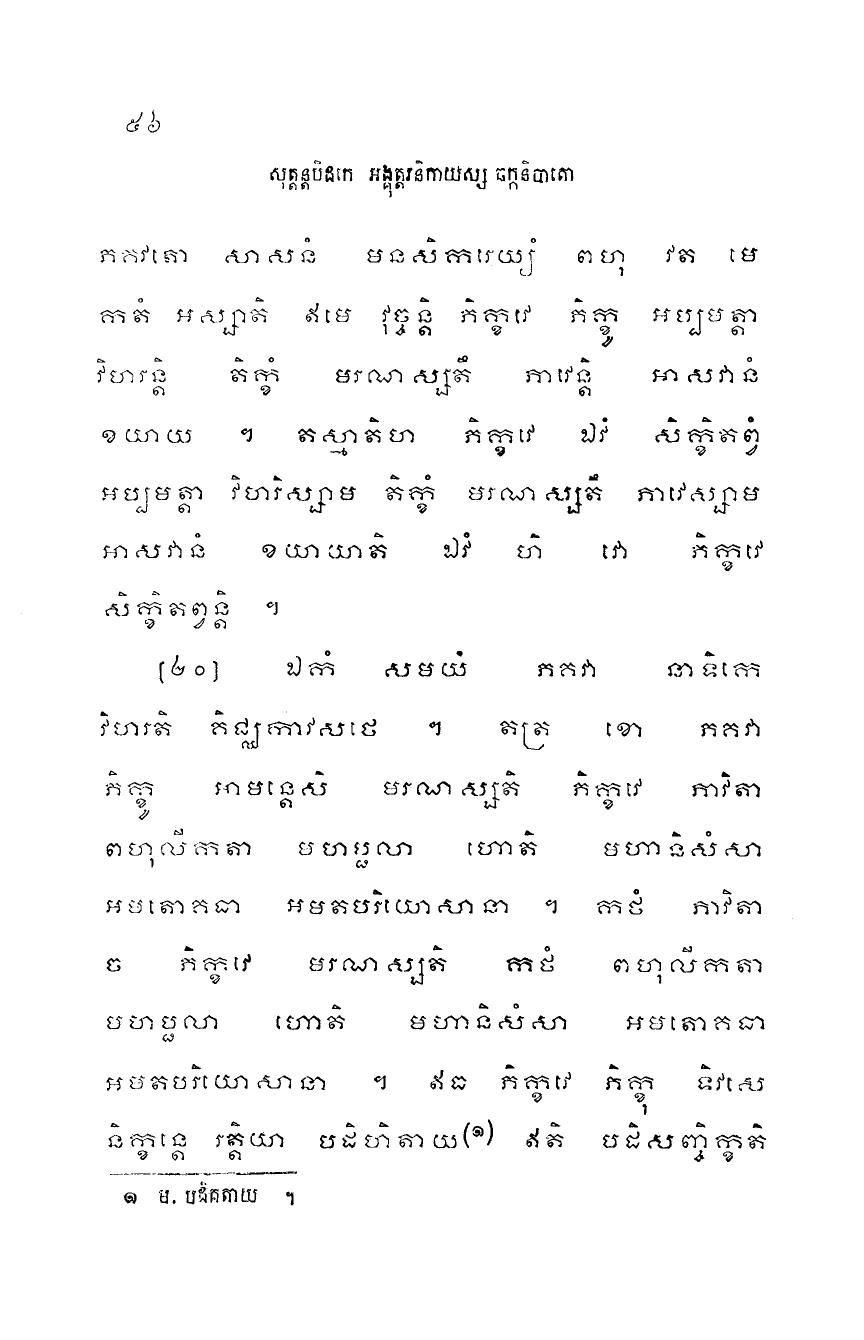 ៥៦
សុត្តន្តបិដកេ អង្គុត្តរនិកាយស្ស ឆក្កនិបាតោ
ភគវតោ សាសនំ មនសិករេយ្យំ ពហុ វត មេ
កតំ អស្សាតិ ឥមេ វុច្ចន្តិ ភិក្ខវេ ភិក្ខូ អប្បមត្តា
វិហរន្តិ តិក្ខំ មរណស្សតឹ ភាវេន្តិ អាសវានំ
ខយាយ ។ តស្មាតិហ ភិក្ខវេ ឯវំ សិក្ខិតព្វំ
អប្បមត្តា វិហរិស្សាម តិក្ខំ មរណស្សតឹ ភាវេស្សាម
អាសវានំ ខយាយាតិ ឯវំ ហិ វោ ភិក្ខវេ
សិក្ខិតព្វន្តិ ។
[២០] ឯកំ សមយំ ភគវា នាទិកេ
វិហរតិ គិជ្ឈកាវសថេ ។ តត្រ ខោ ភគវា
ភិក្ខូ អាមន្តេសិ មរណស្សតិ ភិក្ខវេ ភាវិតា
ពហុលីកតា មហប្ផលា ហោតិ មហានិសំសា
អមតោគធា អមតបរិយោសានា ។ កថំ ភាវិតា
ច ភិក្ខវេ មរណស្សតិ កថំ ពហុលីកតា
មហប្ផលា ហោតិ មហានិសំសា អមតោគធា
អមតបរិយោសានា ។ ឥធ ភិក្ខវេ ភិក្ខុ ទិវសេ
និក្ខន្តេ រត្តិយា បដិហិតាយ(១) ឥតិ បដិសញ្ចិក្ខតិ
១ ម. បដិគតាយ ។